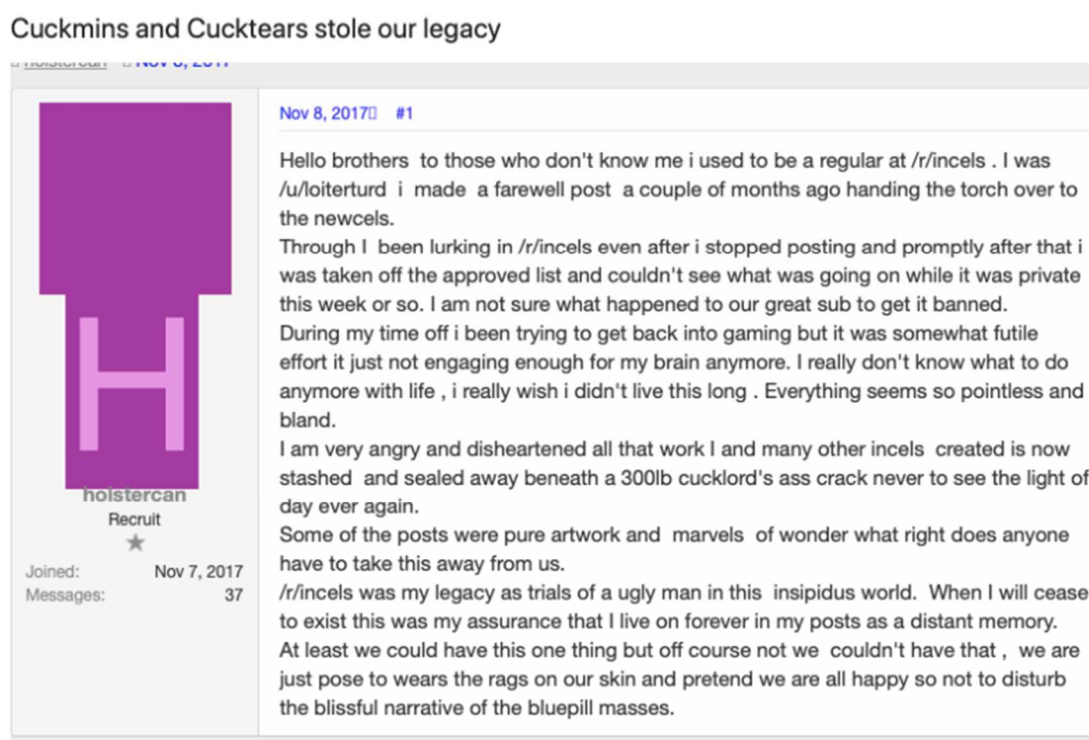 Cuckmins and Cucktears stole our legacy
holstercan Nov 8, 2017
Nov 8, 2017 #1
Hello brothers to those who don't know me i used to be a regular at /r/incels . I was
/u/loiterturd i made a farewell post a couple of months ago handing the torch over to
the newcels.
Through I been lurking in /r/incels even after i stopped posting and promptly after that i
was taken off the approved list and couldn't see what was going on while it was private
this week or so. I am not sure what happened to our great sub to get it banned.
During my time off i been trying to get back into gaming but it was somewhat futile
effort it just not engaging enough for my brain anymore. I really don't know what to do
anymore with life , i really wish i didn't live this long . Everything seems so pointless and
bland.
I am very angry and disheartened all that work I and many other incels created is now
stashed and sealed away beneath a 300lb cucklord's ass crack never to see the light of
day ever again.
Some of the posts were pure artwork and marvels of wonder what right does anyone
have to take this away from us.
/r/incels was my legacy as trials of a ugly man in this insipidus world. When I will cease
to exist this was my assurance that I live on forever in my posts as a distant memory.
At least we could have this one thing but off course not we couldn't have that , we are
just pose to wears the rags on our skin and pretend we are all happy so not to disturb
the blissful narrative of the bluepill masses.
H
holstercan
Recruit
Joined: Nov 7, 2017
Messages: 37